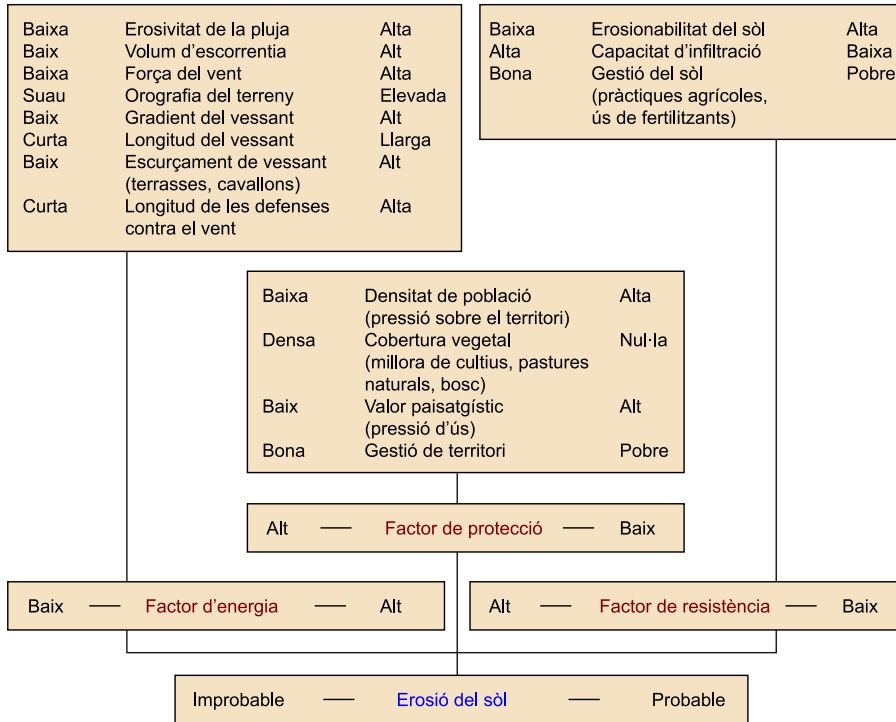 Baixa Erosivitat de la pluja Alta
Baix Volum d’escorrentia Alt
Baixa Força del vent Alta
Suau Orografia del terreny Elevada
Baix Gradient del vessant Alt
Curta Longitud del vessant Llarga
Baix Escurçament de vessant Alt
(terrasses, cavallons)
Curta Longitud de les defenses Alta
contra el vent
Baixa Erosionabilitat del sòl Alta
Alta Capacitat d’infiltració Baixa
Bona Gestió del sòl Pobre
(pràctiques agrícoles,
ús de fertilitzants)
Baixa Densitat de població Alta
(pressió sobre el territori)
Densa Cobertura vegetal Nul·la
(millora de cultius, pastures
naturals, bosc)
Baix Valor paisatgístic Alt
(pressió d’ús)
Bona Gestió de territori Pobre
Alt — Factor de protecció — Baix
Baix — Factor d’energia — Alt
Alt — Factor de resistència — Baix
Improbable — Erosió del sòl — Probable